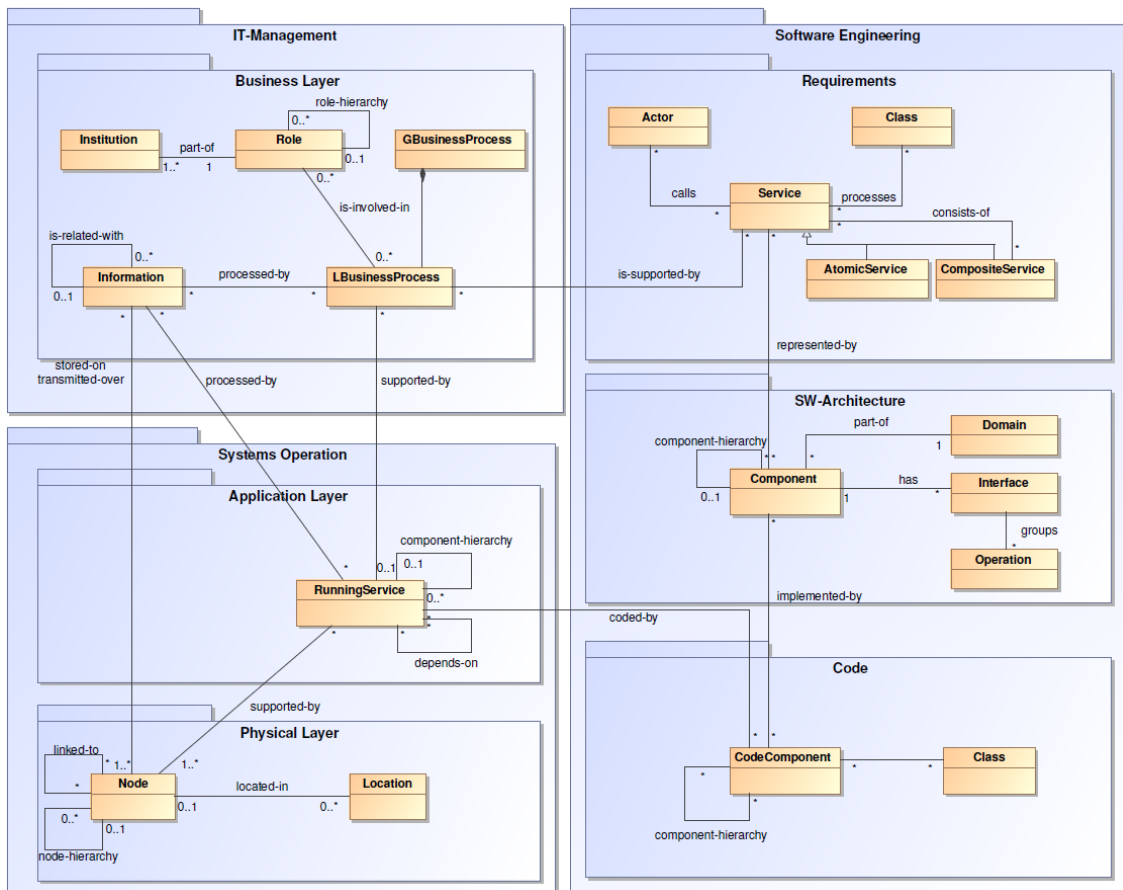 IT-Management
Business Layer
role-hierarchy
0..*
Institution
Role
GBusinessProcess
part-of
1..*
1
0..1
0..*
is-involved-in
is-related-with
0..*
0..*
Information
processed-by
LBusinessProcess
0..1
*
*
*
*
*
*
stored-on
transmitted-over
processed-by
supported-by
Software Engineering
Requirements
Actor
Class
*
*
calls
Service
processes
*
*
*
consists-of
*
*
*
is-supported-by
AtomicService
CompositeService
represented-by
SW-Architecture
part-of
Domain
component-hierarchy
*
*
*
1
Component
has
Interface
0..1
1
*
*
groups
*
Operation
implemented-by
Systems Operation
Application Layer
component-hierarchy
*
0..1
0..1
RunningService
0..*
*
*
*
*
coded-by
depends-on
supported-by
Physical Layer
linked-to
*
1..*
1..*
Node
located-in
Location
*
0..1
0..*
0..*
0..1
node-hierarchy
Code
*
*
CodeComponent
Class
*
*
*
*
component-hierarchy